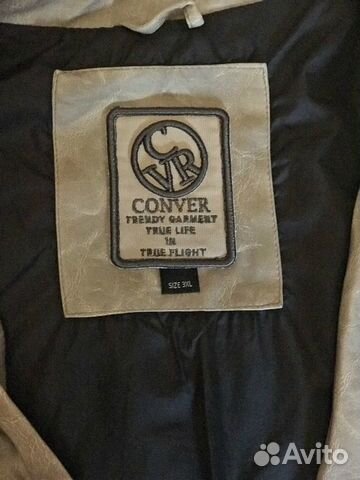 CVR
CONVER
TRENDY GARMENT
TRUE LIFE
IN
TRUE FLIGHT
SIZE 3XL
Avito